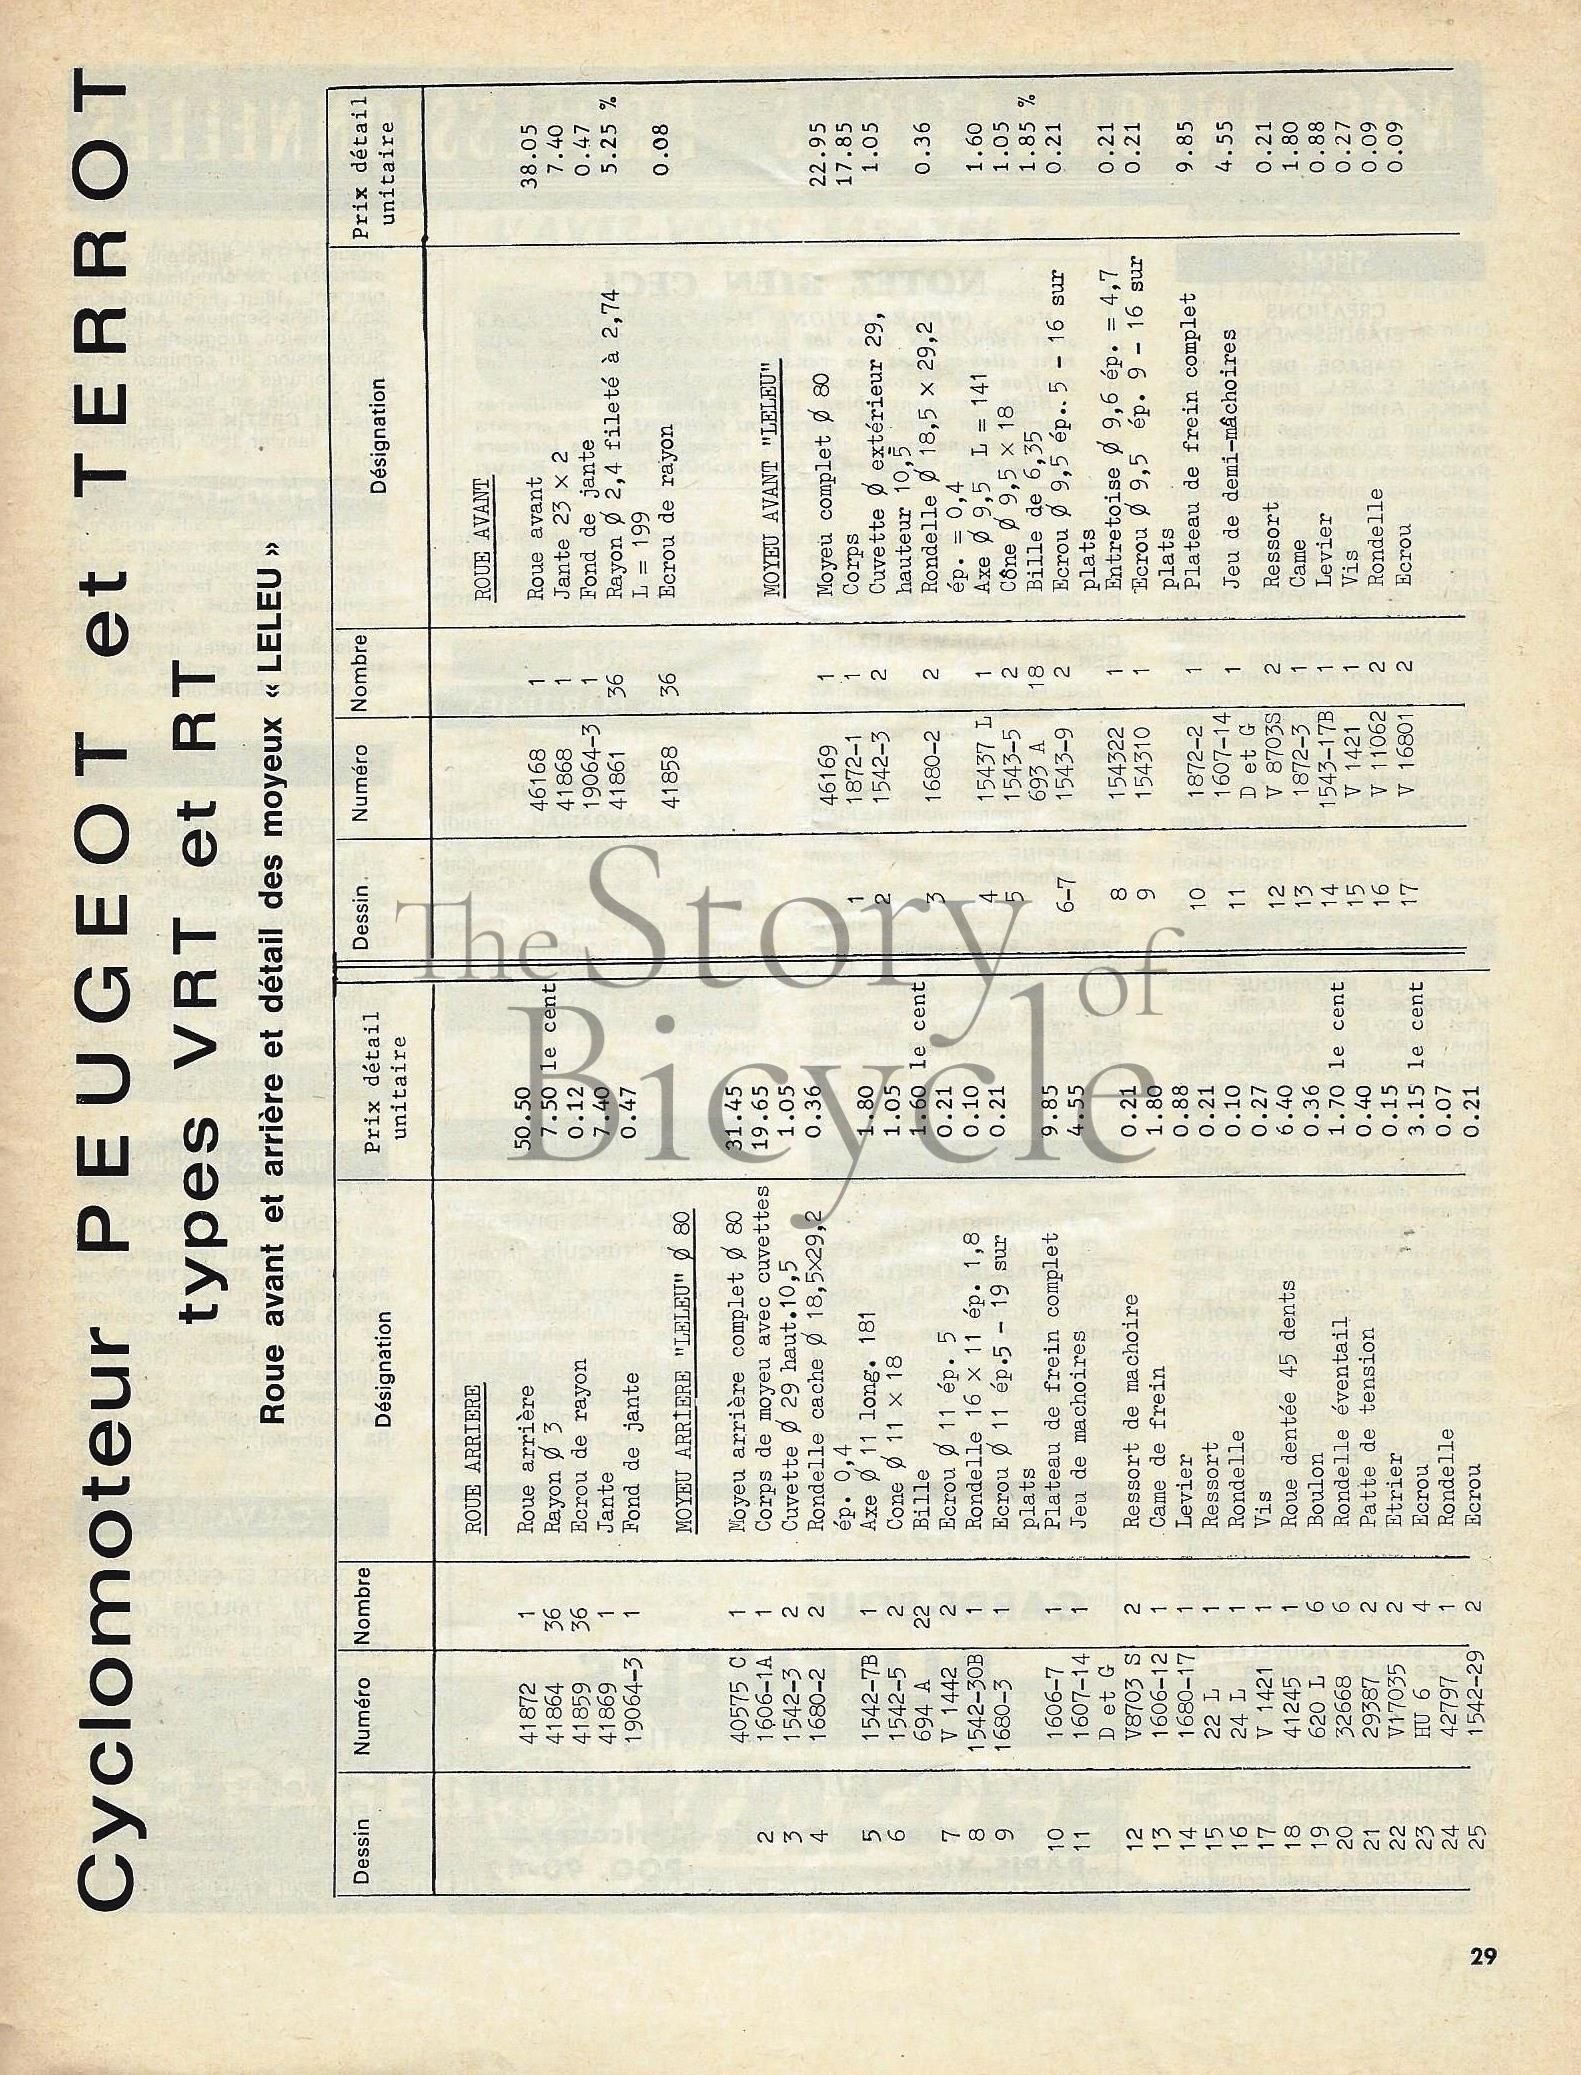 Cyclomoteur PEUGEOT et TERROT
types VRT et RT
Roue avant et arrière et détail des moyeux « LELEU »
Dessin Numéro Nombre Désignation Prix détail unitaire
ROUE ARRIERE
41872 1 Roue arrière 50.50
41864 36 Rayon ø 3 7.50 le cent
41859 36 Ecrou de rayon 0.12
41869 1 Jante 7.40
19064-3 1 Fond de jante 0.47
MOYEU ARRIERE "LELEU" ø 80
40575 C 1 Moyeu arrière complet ø 80 31.45
2 1606-1A 1 Corps de moyeu avec cuvettes 19.65
3 1542-3 2 Cuvette ø 29 haut.10,5 1.05
4 1680-2 2 Rondelle cache ø 18,5x29,2 0.36
ép. 0,4
5 1542-7B 1 Axe ø 11 long. 181 1.80
6 1542-5 2 Cone ø 11 x 18 1.05
694 A 22 Bille 1.60 le cent
7 V 1442 2 Ecrou ø 11 ép. 5 0.21
8 1542-30B 1 Rondelle 16 x 11 ép. 1,8 0.10
9 1680-3 1 Ecrou ø 11 ép.5 - 19 sur 0.21
plats
10 1606-7 1 Plateau de frein complet 9.85
11 1607-14 1 Jeu de machoires 4.55
D et G
12 V8703 S 2 Ressort de machoire 0.21
13 1606-12 1 Came de frein 1.80
14 1680-17 1 Levier 0.88
15 22 L 1 Ressort 0.21
16 24 L 1 Rondelle 0.10
17 V 1421 1 Vis 0.27
18 41245 1 Roue dentée 45 dents 6.40
19 620 L 6 Boulon 0.36
20 32668 6 Rondelle éventail 1.70 le cent
21 29387 2 Patte de tension 0.40
22 V17035 2 Etrier 0.15
23 HU 6 4 Ecrou 3.15 le cent
24 42797 1 Rondelle 0.07
25 1542-29 2 Ecrou 0.21
Dessin Numéro Nombre Désignation Prix détail unitaire
ROUE AVANT
46168 1 Roue avant 38.05
41868 1 Jante 23 x 2 7.40
19064-3 1 Fond de jante 0.47
41861 36 Rayon ø 2,4 fileté à 2,74 5.25 %
L = 199
41858 36 Ecrou de rayon 0.08
MOYEU AVANT "LELEU"
46169 1 Moyeu complet ø 80 22.95
1 1872-1 1 Corps 17.85
2 1542-3 2 Cuvette ø extérieur 29, 1.05
hauteur 10,5
3 1680-2 2 Rondelle ø 18,5 x 29,2 0.36
ép. = 0,4
4 15437 L 1 Axe ø 9,5 L = 141 1.60
5 1543-5 2 Cône ø 9,5 x 18 1.05
693 A 18 Bille de 6,35 1.85 %
6-7 1543-9 2 Ecrou ø 9,5 ép.. 5 - 16 sur 0.21
plats
8 154322 1 Entretoise ø 9,6 ép. = 4,7 0.21
9 154310 1 Ecrou ø 9,5 ép. 9 - 16 sur 0.21
plats
10 1872-2 1 Plateau de frein complet 9.85
11 1607-14 1 Jeu de demi-mâchoires 4.55
D et G
12 V 8703S 2 Ressort 0.21
13 1872-3 1 Came 1.80
14 1543-17B 1 Levier 0.88
15 V 1421 1 Vis 0.27
16 V 11062 2 Rondelle 0.09
17 V 16801 2 Ecrou 0.09
The Story of Bicycle
29